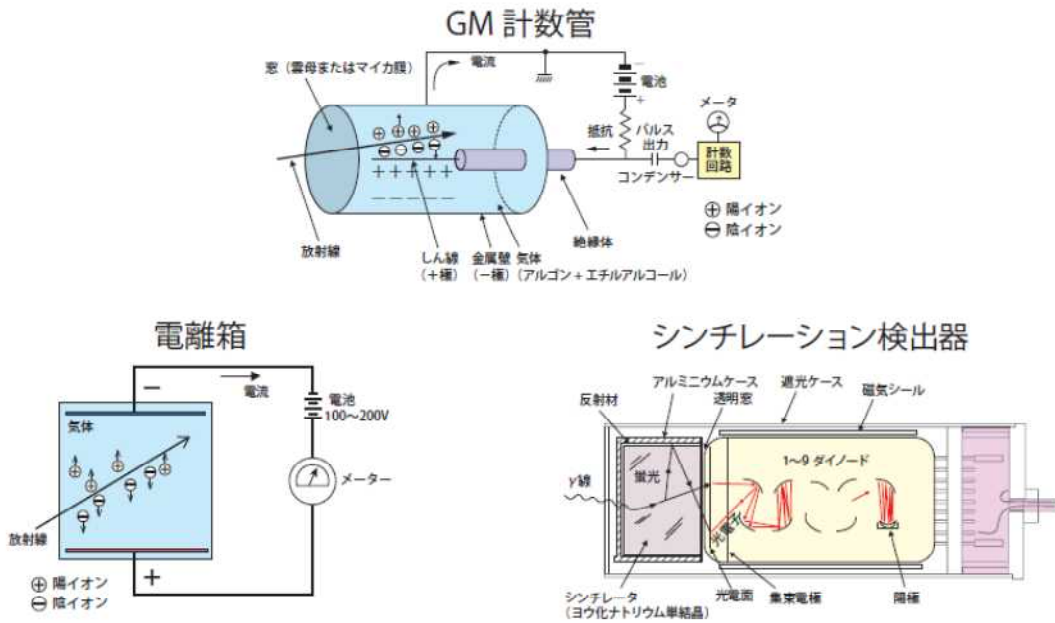 GM 計数管
窓（雲母またはマイカ膜）
電流
－
電池
+
抵抗
パルス
出力
コンデンサー
メータ
計数
回路
+ + + + +
－－－－－
⊕ 陽イオン
⊖ 陰イオン
放射線
しん線
（＋極）
金属壁
（－極）
気体
（アルゴン + エチルアルコール）
絶縁体
電離箱
－
電流
電池
100〜200V
気体
メーター
放射線
+
⊕ 陽イオン
⊖ 陰イオン
シンチレーション検出器
アルミニウムケース
遮光ケース
磁気シール
反射材
透明窓
1〜9 ダイノード
蛍光
γ線
光電子
シンチレータ
（ヨウ化ナトリウム単結晶）
光電面
集束電極
陽極